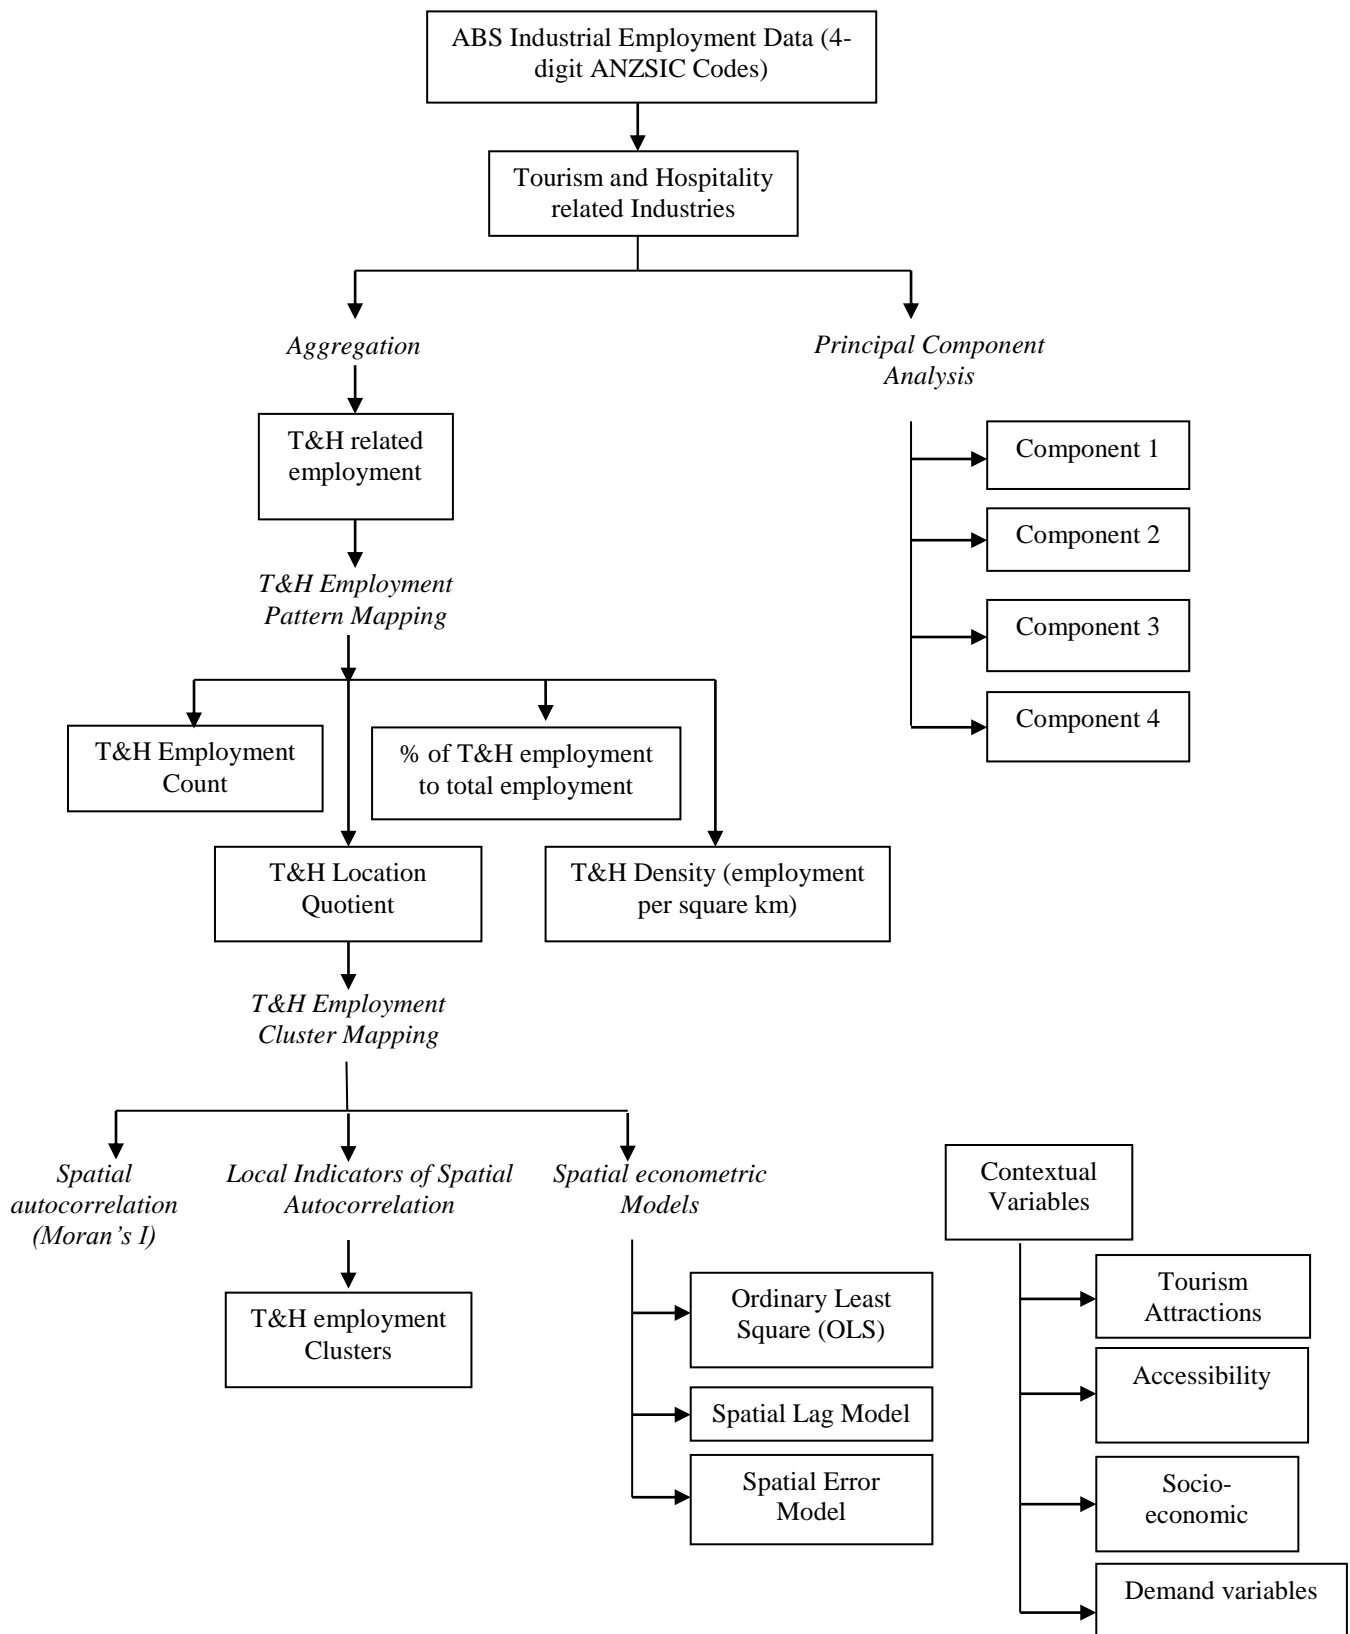 ABS Industrial Employment Data (4-
digit ANZSIC Codes)
Tourism and Hospitality
related Industries
Aggregation
Principal Component
Analysis
T&H related
employment
Component 1
Component 2
Component 3
Component 4
T&H Employment
Pattern Mapping
T&H Employment
Count
% of T&H employment
to total employment
T&H Location
Quotient
T&H Density (employment
per square km)
T&H Employment
Cluster Mapping
Spatial
autocorrelation
(Moran’s I)
Local Indicators of Spatial
Autocorrelation
Spatial econometric
Models
T&H employment
Clusters
Ordinary Least
Square (OLS)
Spatial Lag Model
Spatial Error
Model
Contextual
Variables
Tourism
Attractions
Accessibility
Socio-
economic
Demand variables